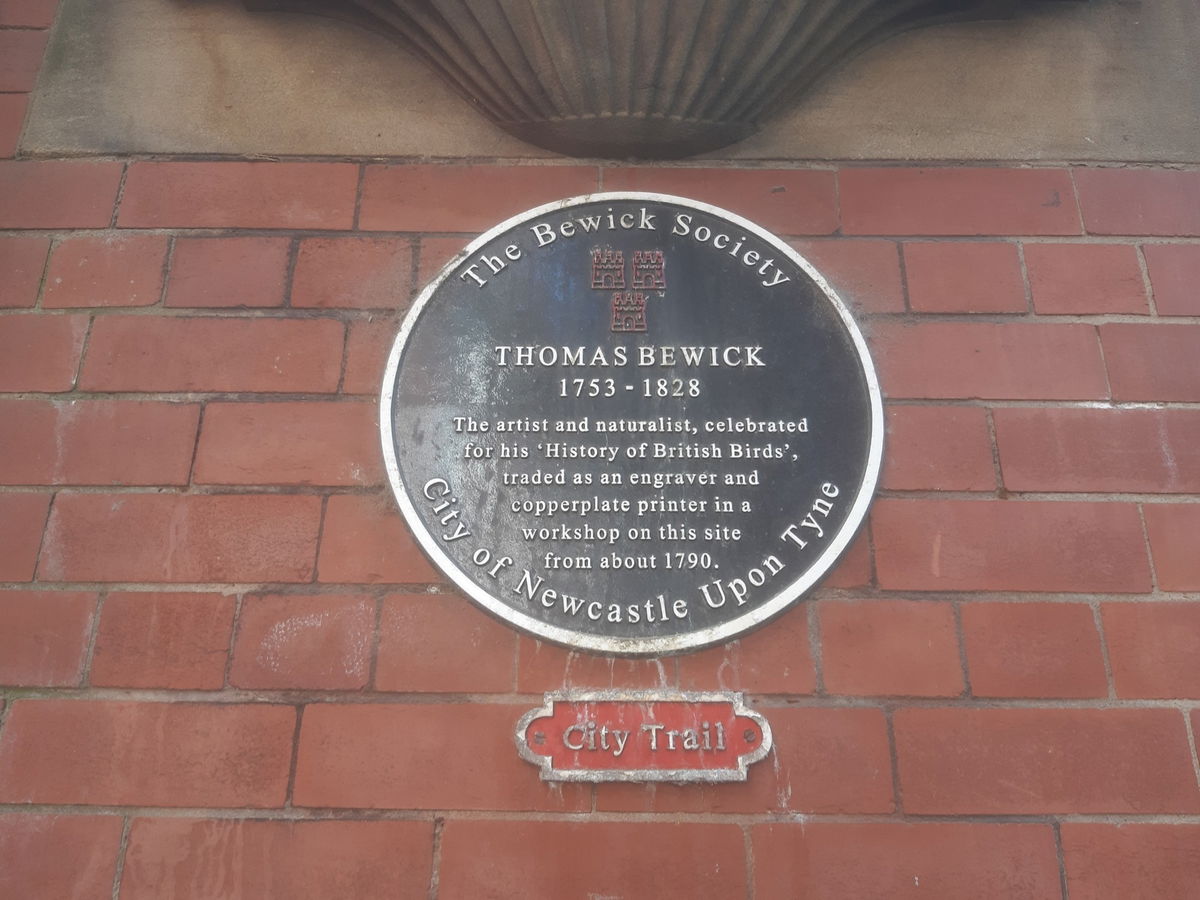 The Bewick Society
THOMAS BEWICK
1753 - 1828
The artist and naturalist, celebrated
for his ‘History of British Birds’,
traded as an engraver and
copperplate printer in a
workshop on this site
from about 1790.
City of Newcastle Upon Tyne
City Trail